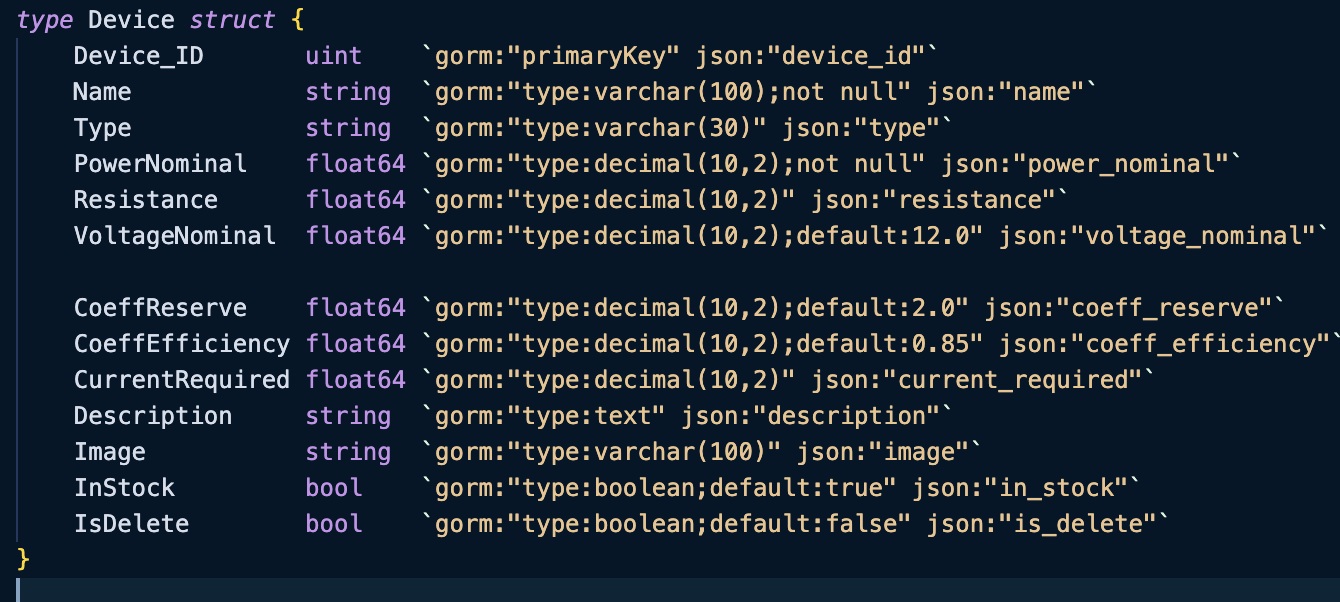 type Device struct {
Device_ID uint `gorm:"primaryKey" json:"device_id"`
Name string `gorm:"type:varchar(100);not null" json:"name"`
Type string `gorm:"type:varchar(30)" json:"type"`
PowerNominal float64 `gorm:"type:decimal(10,2);not null" json:"power_nominal"`
Resistance float64 `gorm:"type:decimal(10,2)" json:"resistance"`
VoltageNominal float64 `gorm:"type:decimal(10,2);default:12.0" json:"voltage_nominal"`
CoeffReserve float64 `gorm:"type:decimal(10,2);default:2.0" json:"coeff_reserve"`
CoeffEfficiency float64 `gorm:"type:decimal(10,2);default:0.85" json:"coeff_efficiency"`
CurrentRequired float64 `gorm:"type:decimal(10,2)" json:"current_required"`
Description string `gorm:"type:text" json:"description"`
Image string `gorm:"type:varchar(100)" json:"image"`
InStock bool `gorm:"type:boolean;default:true" json:"in_stock"`
IsDelete bool `gorm:"type:boolean;default:false" json:"is_delete"`
}